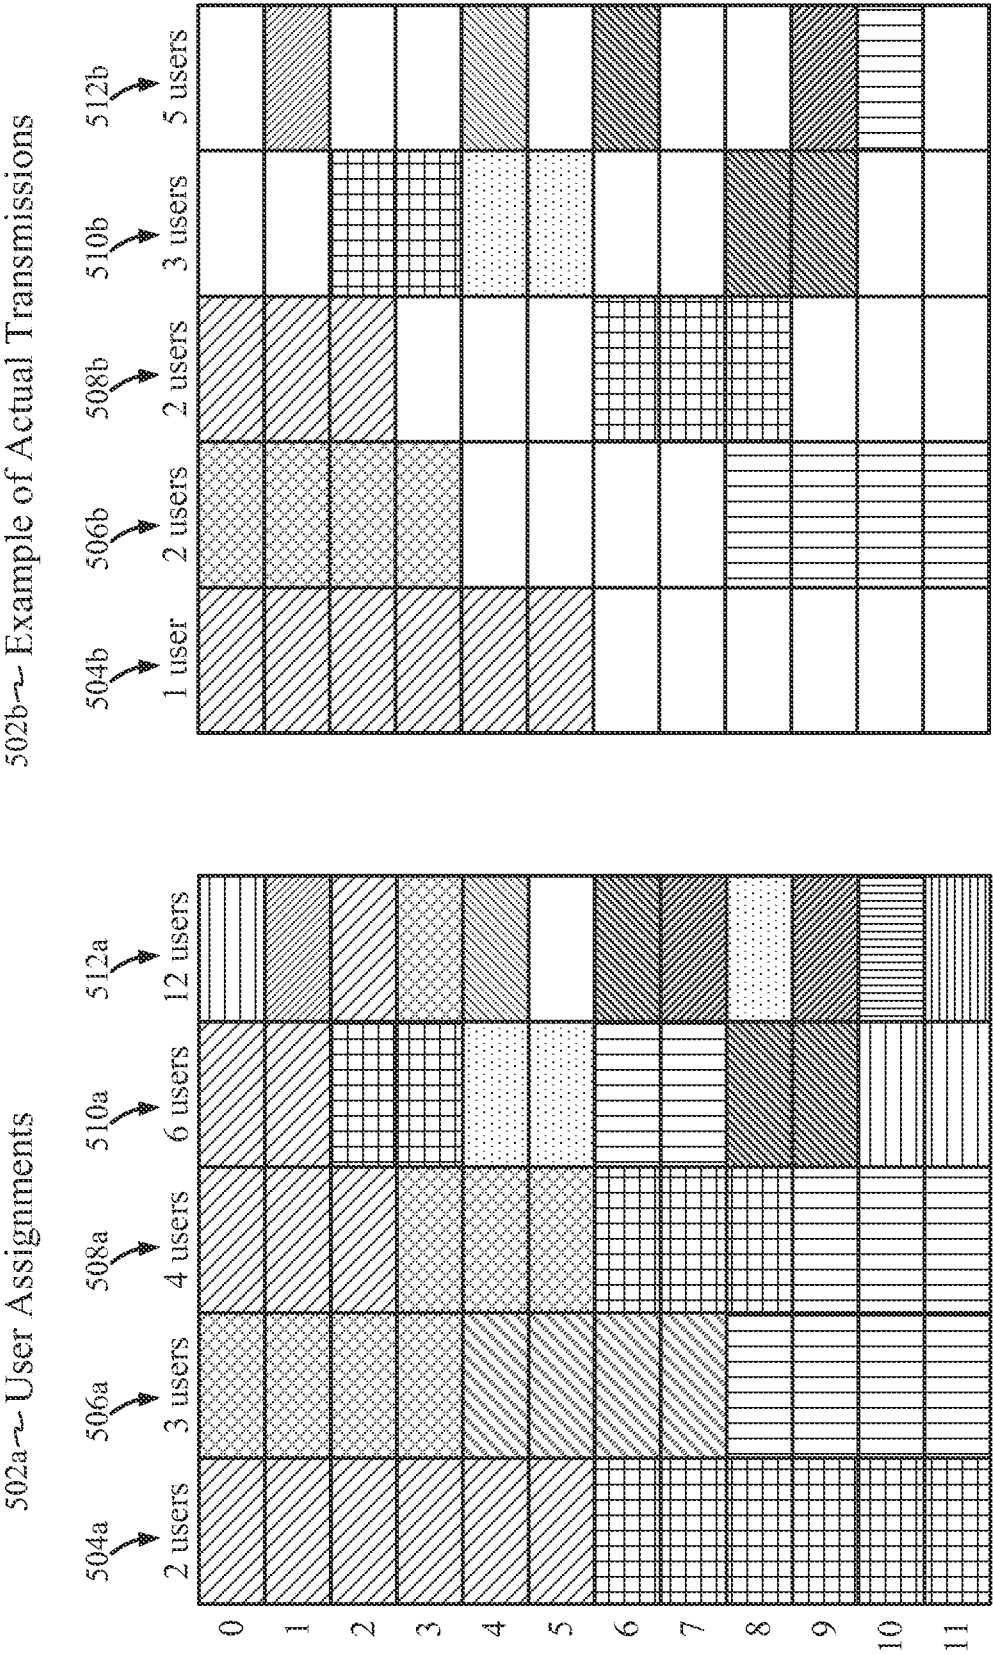 502a~ User Assignments
504a
506a
508a
510a
512a
2 users
3 users
4 users
6 users
12 users
0
1
2
3
4
5
6
7
8
9
10
11
502b~ Example of Actual Transmissions
504b
506b
508b
510b
512b
1 user
2 users
2 users
3 users
5 users